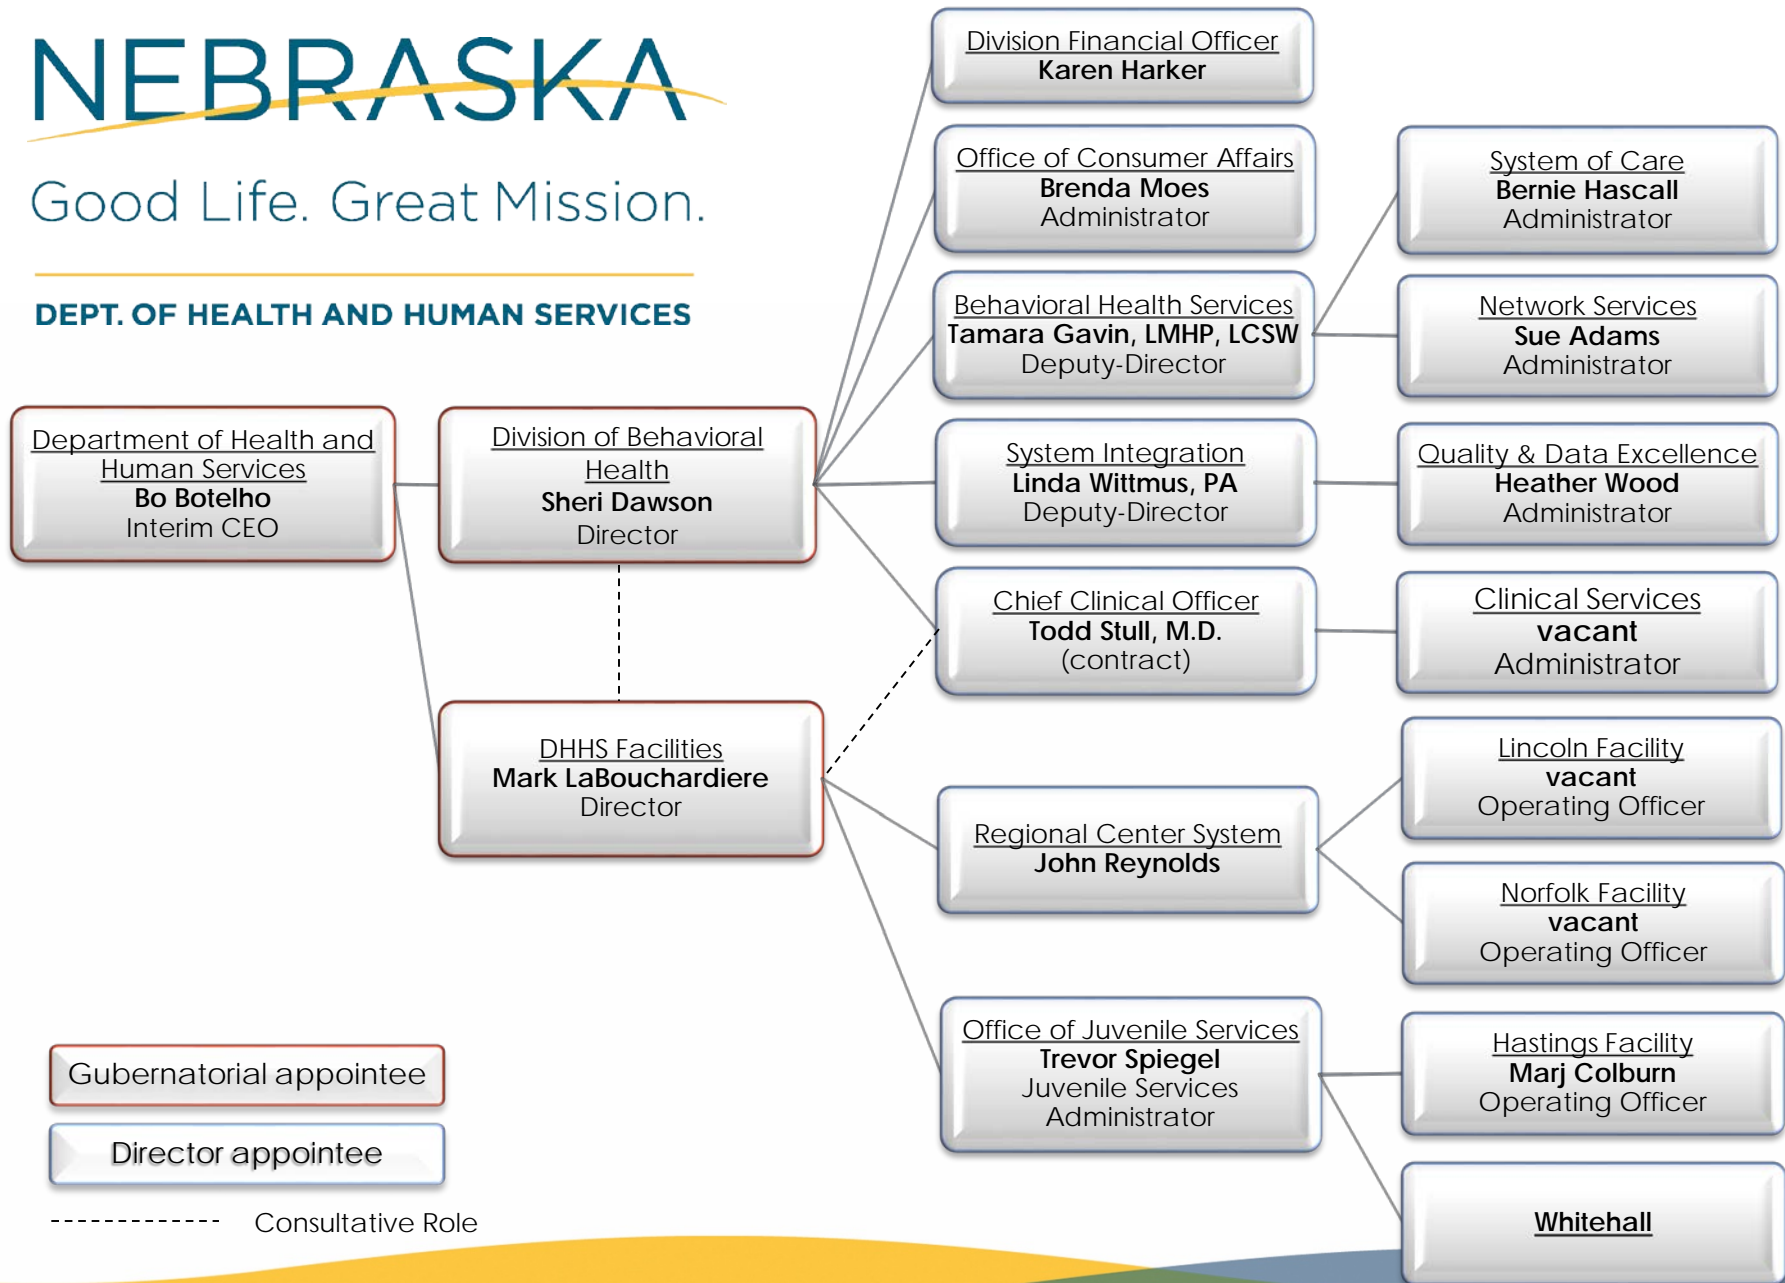 NEBRASKA
Good Life. Great Mission.
DEPT. OF HEALTH AND HUMAN SERVICES
Department of Health and
Human Services
Bo Botelho
Interim CEO
Division of Behavioral
Health
Sheri Dawson
Director
DHHS Facilities
Mark LaBouchardiere
Director
Division Financial Officer
Karen Harker
Office of Consumer Affairs
Brenda Moes
Administrator
Behavioral Health Services
Tamara Gavin, LMHP, LCSW
Deputy-Director
System Integration
Linda Wittmus, PA
Deputy-Director
Chief Clinical Officer
Todd Stull, M.D.
(contract)
Regional Center System
John Reynolds
Office of Juvenile Services
Trevor Spiegel
Juvenile Services
Administrator
System of Care
Bernie Hascall
Administrator
Network Services
Sue Adams
Administrator
Quality & Data Excellence
Heather Wood
Administrator
Clinical Services
vacant
Administrator
Lincoln Facility
vacant
Operating Officer
Norfolk Facility
vacant
Operating Officer
Hastings Facility
Marj Colburn
Operating Officer
Whitehall
Gubernatorial appointee
Director appointee
Consultative Role